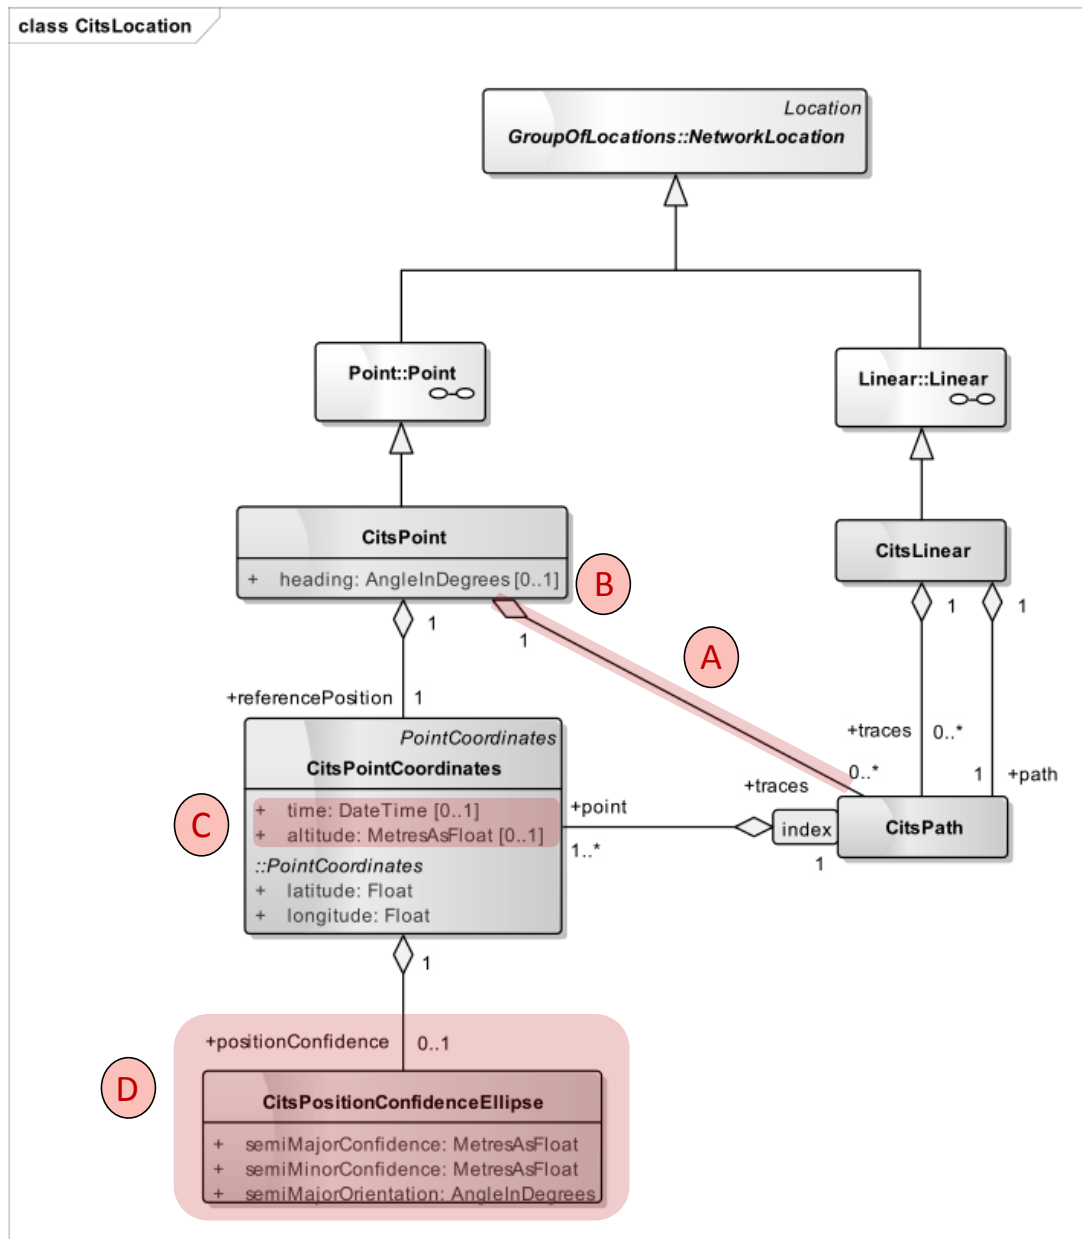 class CitsLocation
Location
GroupOfLocations::NetworkLocation
Point::Point
Linear::Linear
CitsPoint
+ heading: AngleInDegrees [0..1]
CitsLinear
B
1
1
1
1
A
+referencePosition 1
+traces 0..*
1 +path
PointCoordinates
CitsPointCoordinates
+ time: DateTime [0..1]
+ altitude: MetresAsFloat [0..1]
::PointCoordinates
+ latitude: Float
+ longitude: Float
C
0..*
+traces
+point
1..*
index
1
CitsPath
1
+positionConfidence 0..1
D
CitsPositionConfidenceEllipse
+ semiMajorConfidence: MetresAsFloat
+ semiMinorConfidence: MetresAsFloat
+ semiMajorOrientation: AngleInDegrees